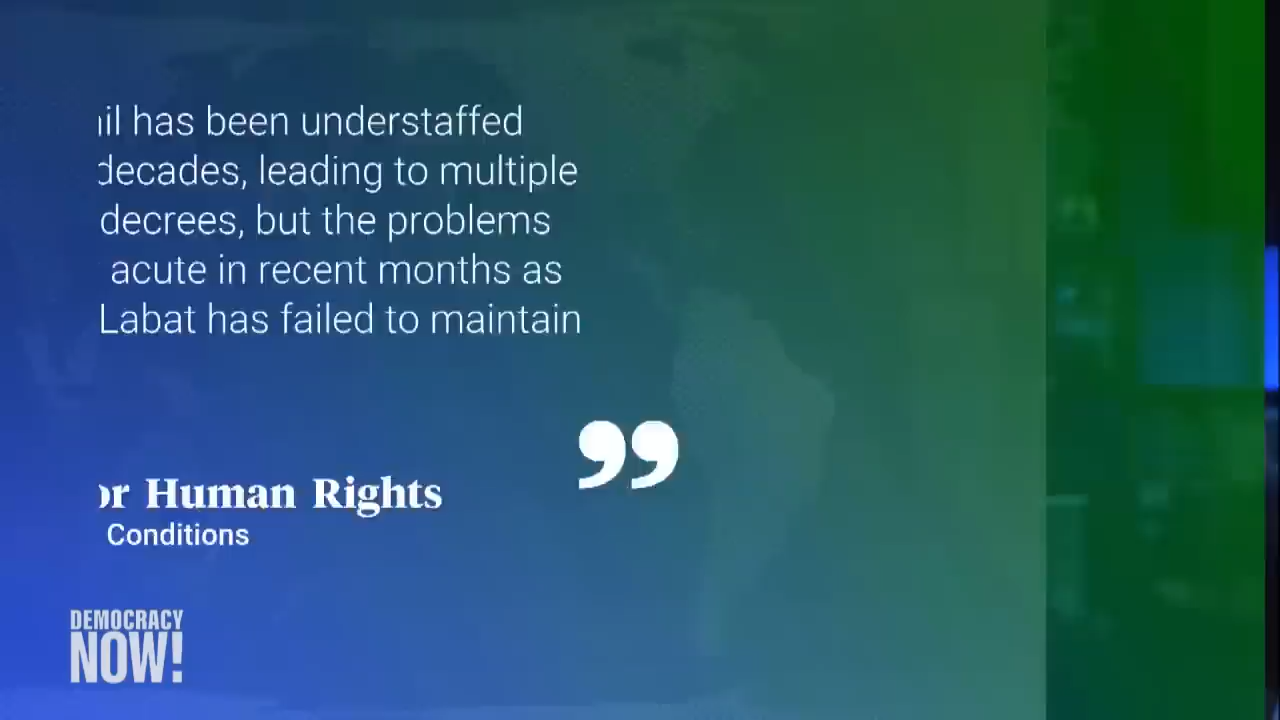 il has been understaffed
decades, leading to multiple
decrees, but the problems
acute in recent months as
Labat has failed to maintain
”
r Human Rights
Conditions
DEMOCRACY
NOW!